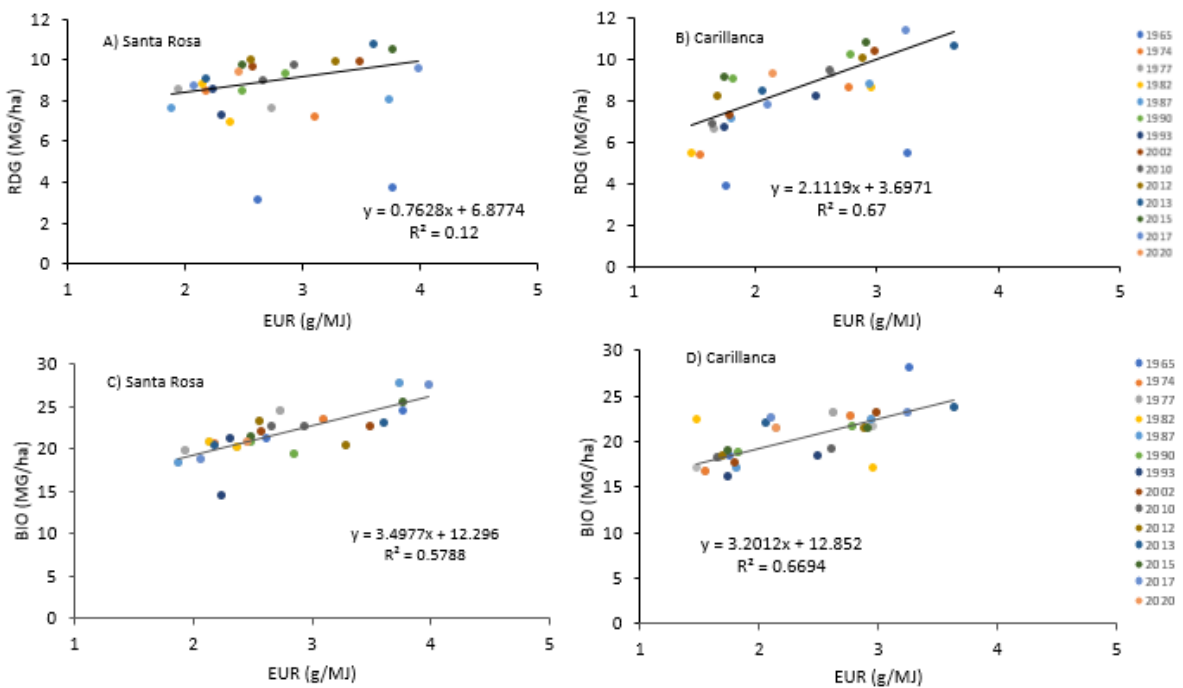 A) Santa Rosa
RDG (MG/ha)
12
10
8
6
4
2
0
y = 0.7628x + 6.8774
R² = 0.12
1 2 3 4 5
EUR (g/MJ)
B) Carillanca
RDG (MG/ha)
12
10
8
6
4
2
0
y = 2.1119x + 3.6971
R² = 0.67
1 2 3 4 5
EUR (g/MJ)
1965
1974
1977
1982
1987
1990
1993
2002
2010
2012
2013
2015
2017
2020
C) Santa Rosa
BIO (MG/ha)
30
25
20
15
10
5
0
y = 3.4977x + 12.296
R² = 0.5788
1 2 3 4 5
EUR (g/MJ)
D) Carillanca
BIO (MG/ha)
30
25
20
15
10
5
0
y = 3.2012x + 12.852
R² = 0.6694
1 2 3 4 5
EUR (g/MJ)
1965
1974
1977
1982
1987
1990
1993
2002
2010
2012
2013
2015
2017
2020